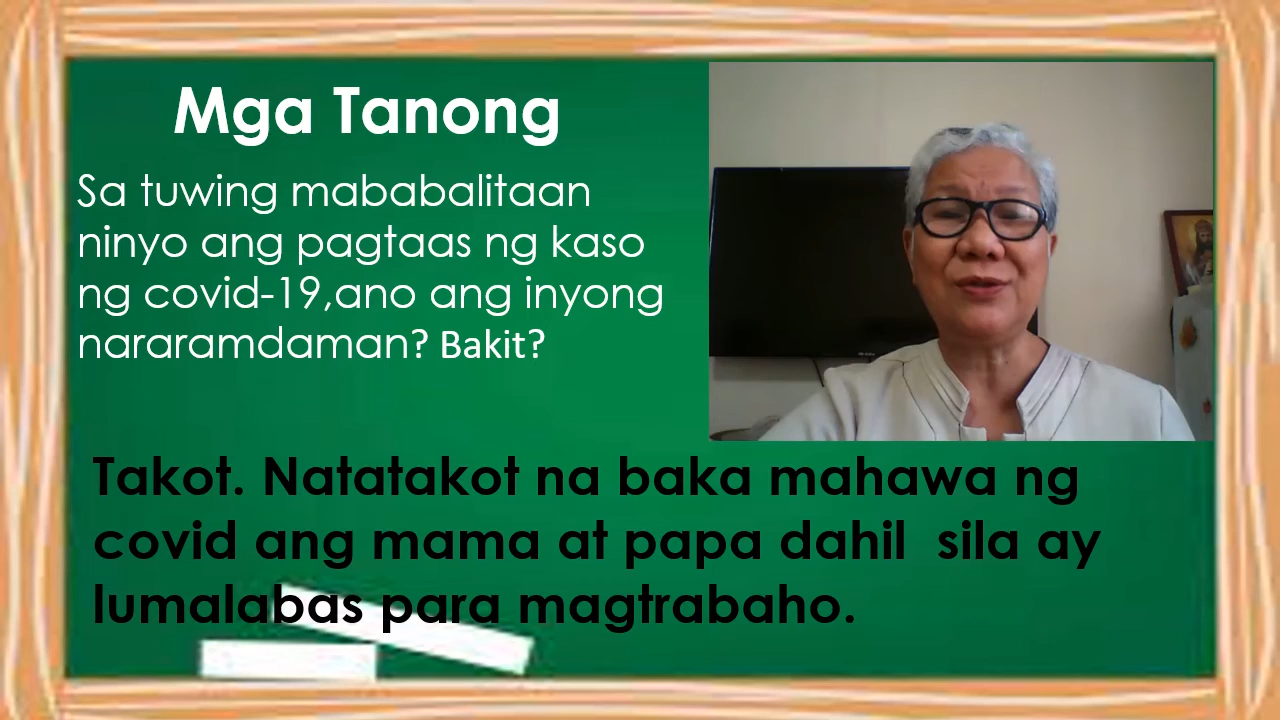 Mga Tanong
Sa tuwing mababalitaan
ninyo ang pagtaas ng kaso
ng covid-19,ano ang inyong
nararamdaman? Bakit?
Takot. Natatakot na baka mahawa ng
covid ang mama at papa dahil  sila ay
lumalabas para magtrabaho.